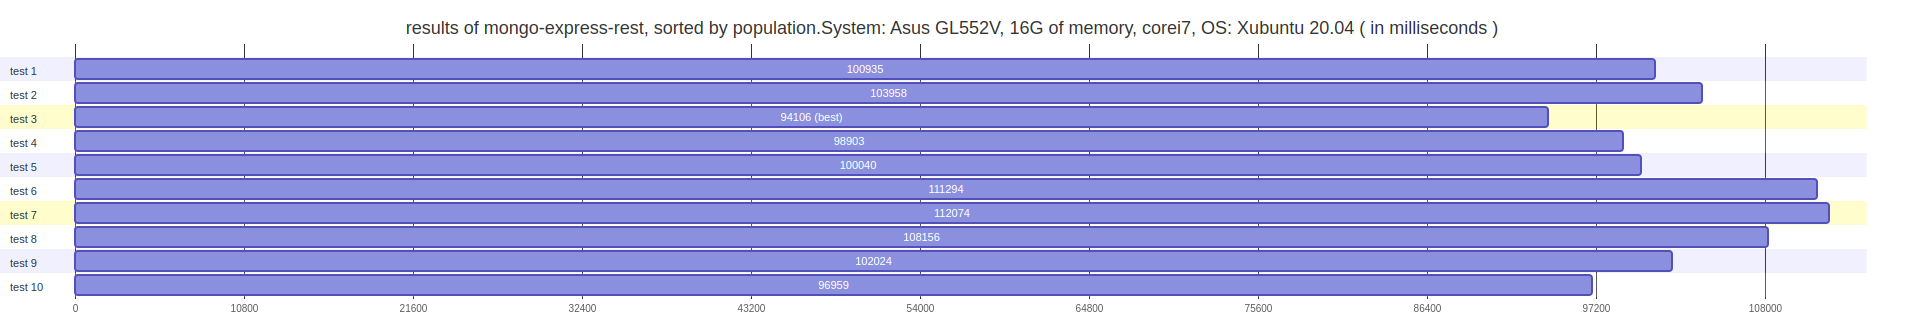 results of mongo-express-rest, sorted by population.System: Asus GL552V, 16G of memory, corei7, OS: Xubuntu 20.04 ( in milliseconds )
test 1 100935
test 2 103958
test 3 94106 (best)
test 4 98903
test 5 100040
test 6 111294
test 7 112074
test 8 108156
test 9 102024
test 10 96959
0 10800 21600 32400 43200 54000 64800 75600 86400 97200 108000